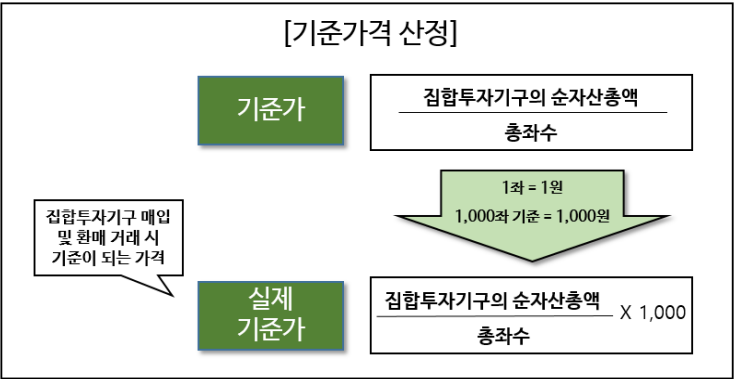 [기준가격 산정]
기준가
집합투자기구의 순자산총액
총좌수
1좌 = 1원
1,000좌 기준 = 1,000원
집합투자기구 매입
및 환매 거래 시
기준이 되는 가격
실제
기준가
집합투자기구의 순자산총액
총좌수
X 1,000